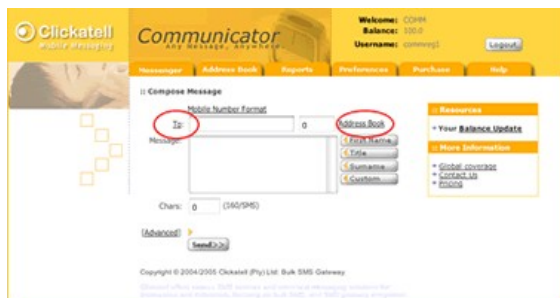 Clickatell
Mobile Messaging
Communicator
Any Message, Anywhere
Welcome: COMM
Balance: 100.0
Username: commorg1
Logout
Messenger Address Book Reports Preferences Purchase Help
:: Compose Message
Mobile Number Format
To: 0 Address Book
Message:
First Name
Title
Surname
Custom
Chars: 0 (160/SMS)
[Advanced]
Send>>
:: Resources
Your Balance Update
:: More Information
Global coverage
Contact Us
Pricing
Copyright © 2004/2005 Clickatell (Pty) Ltd: Bulk SMS Gateway